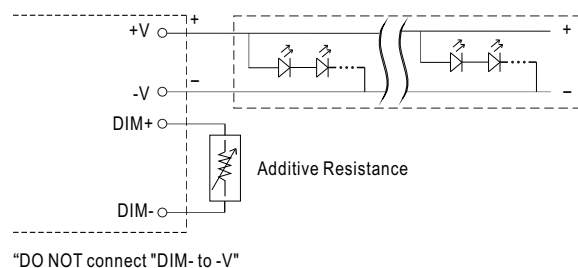 +V + +
-V – –
DIM+
Additive Resistance
DIM-
“DO NOT connect "DIM- to -V"